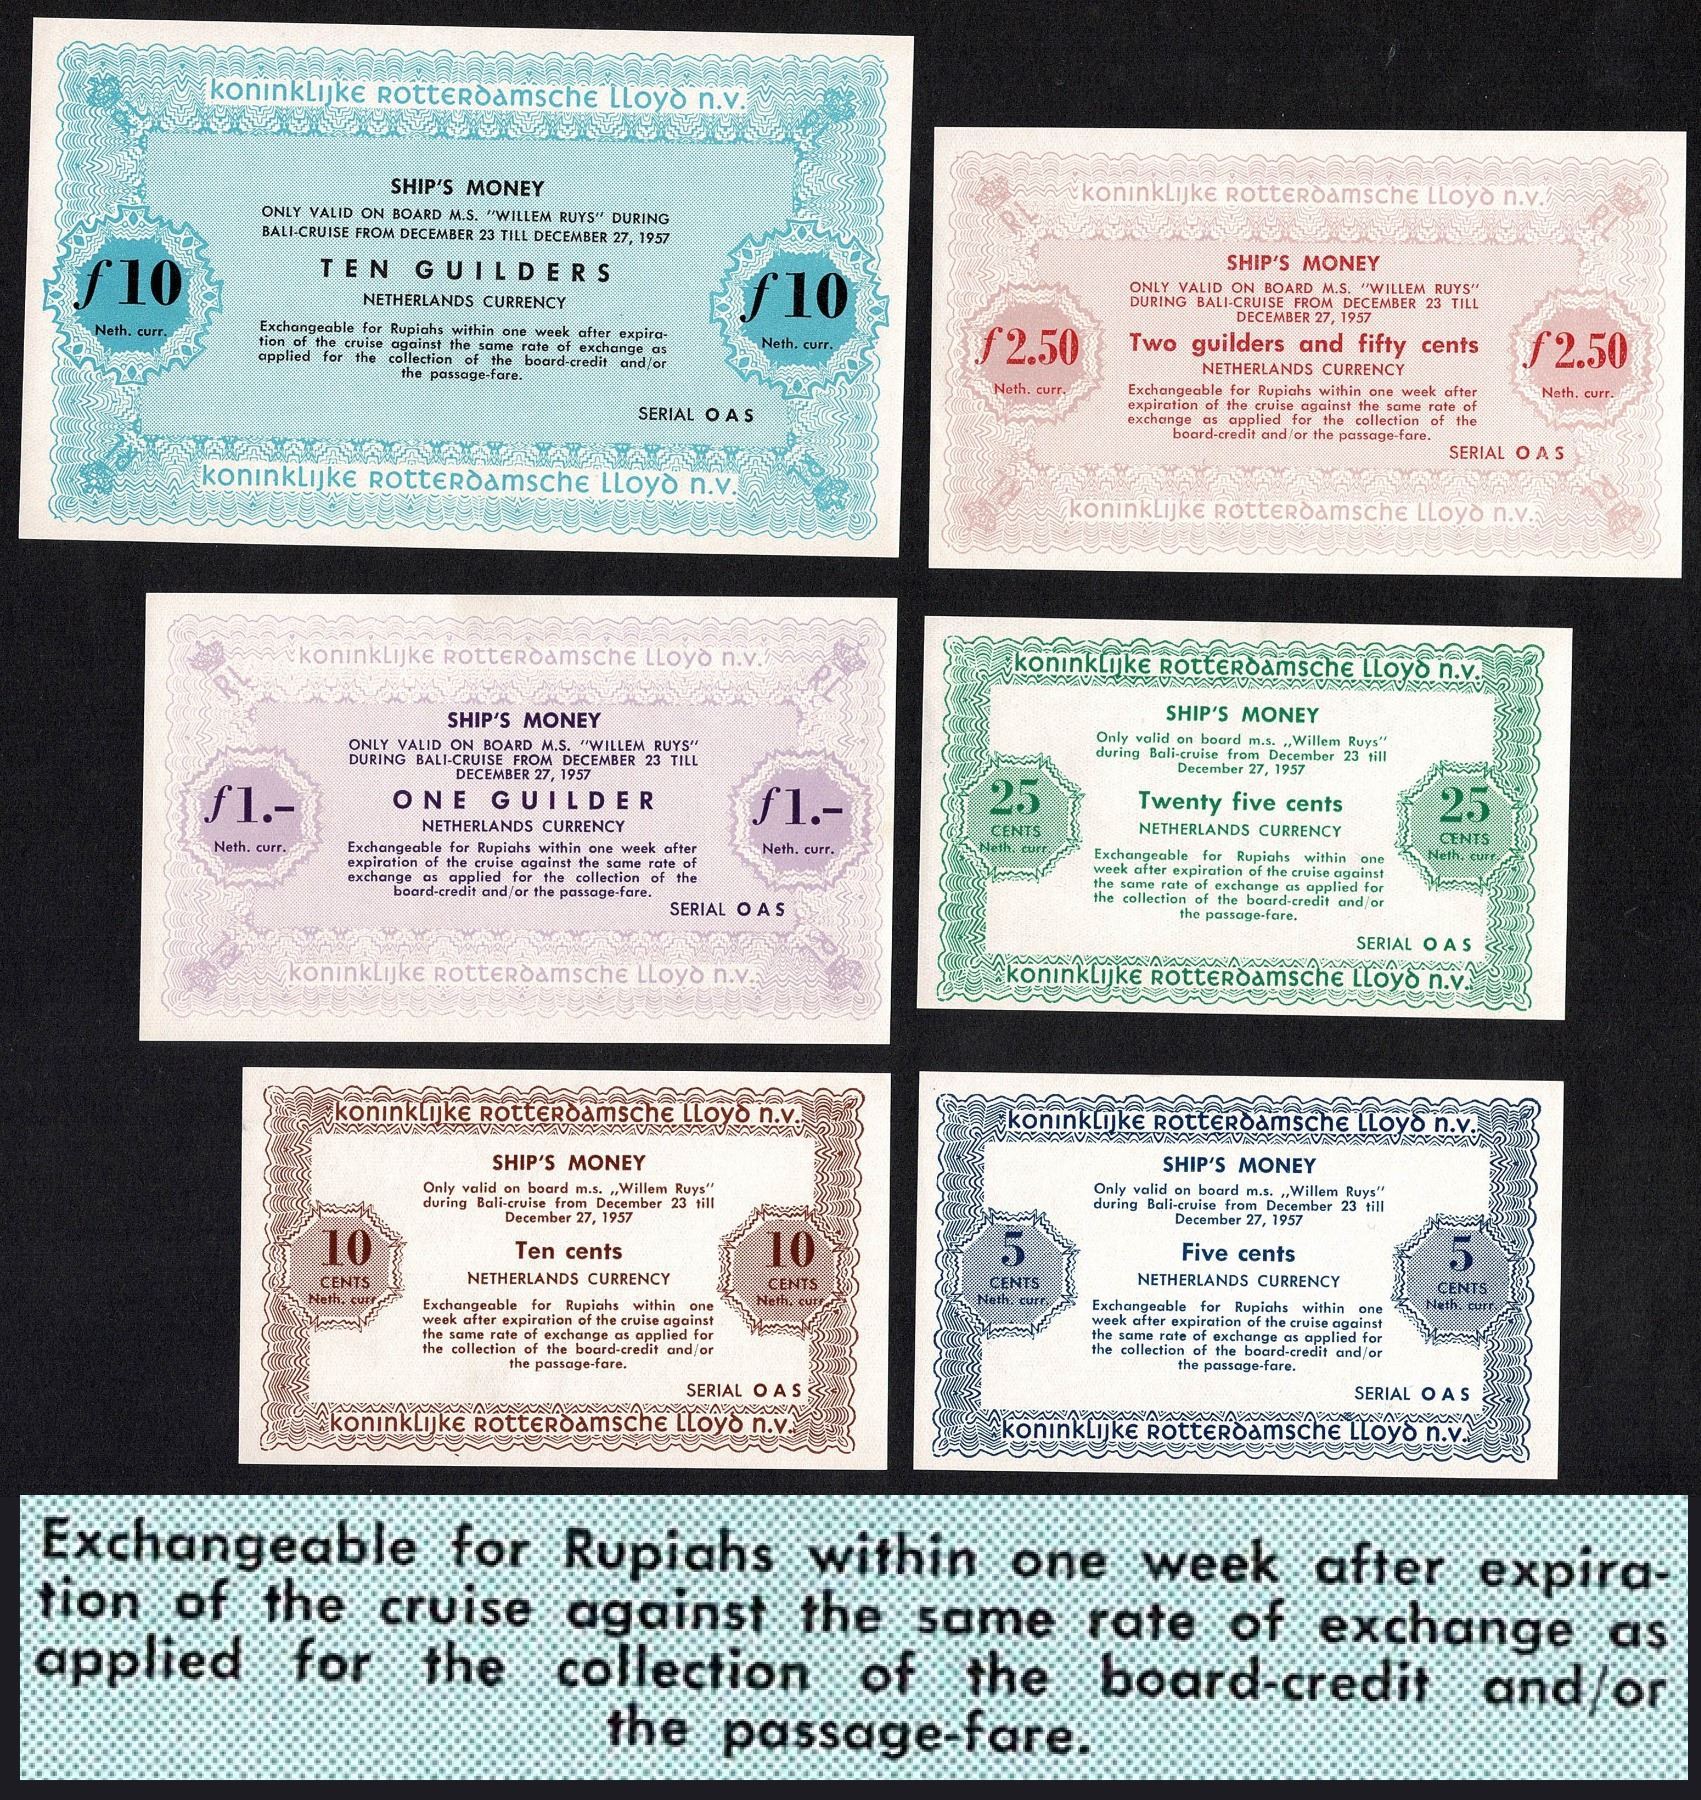 koninklijke Rotterdamsche Lloyd n.v.
SHIP'S MONEY
ONLY VALID ON BOARD M.S. "WILLEM RUYS" DURING
BALI-CRUISE FROM DECEMBER 23 TILL DECEMBER 27, 1957
TEN GUILDERS
NETHERLANDS CURRENCY
ƒ10
Neth. curr.
ƒ10
Neth. curr.
Exchangeable for Rupiahs within one week after expira-
tion of the cruise against the same rate of exchange as
applied for the collection of the board-credit and/or
the passage-fare.
SERIAL OAS
koninklijke Rotterdamsche Lloyd n.v.
RL
RL
RL
RL
koninklijke Rotterdamsche Lloyd n.v.
RL
RL
SHIP'S MONEY
ONLY VALID ON BOARD M.S. "WILLEM RUYS"
DURING BALI-CRUISE FROM DECEMBER 23 TILL
DECEMBER 27, 1957
Two guilders and fifty cents
NETHERLANDS CURRENCY
ƒ2.50
Neth. curr.
ƒ2.50
Neth. curr.
Exchangeable for Rupiahs within one week after
expiration of the cruise against the same rate of
exchange as applied for the collection of the
board-credit and/or the passage-fare.
SERIAL OAS
RL
RL
koninklijke Rotterdamsche Lloyd n.v.
koninklijke Rotterdamsche Lloyd n.v.
RL
RL
SHIP'S MONEY
ONLY VALID ON BOARD M.S. "WILLEM RUYS"
DURING BALI-CRUISE FROM DECEMBER 23 TILL
DECEMBER 27, 1957
ONE GUILDER
NETHERLANDS CURRENCY
ƒ1.-
Neth. curr.
ƒ1.-
Neth. curr.
Exchangeable for Rupiahs within one week after
expiration of the cruise against the same rate of
exchange as applied for the collection of the
board-credit and/or the passage-fare.
SERIAL OAS
RL
RL
koninklijke Rotterdamsche Lloyd n.v.
koninklijke Rotterdamsche Lloyd n.v.
SHIP'S MONEY
Only valid on board m.s. „Willem Ruys"
during Bali-cruise from December 23 till
December 27, 1957
Twenty five cents
NETHERLANDS CURRENCY
25
CENTS
Neth. curr.
25
CENTS
Neth. curr.
Exchangeable for Rupiahs within one
week after expiration of the cruise against
the same rate of exchange as applied for
the collection of the board-credit and/or
the passage-fare.
SERIAL OAS
koninklijke Rotterdamsche Lloyd n.v.
koninklijke Rotterdamsche Lloyd n.v.
SHIP'S MONEY
Only valid on board m.s. „Willem Ruys"
during Bali-cruise from December 23 till
December 27, 1957
Ten cents
NETHERLANDS CURRENCY
10
CENTS
Neth. curr.
10
CENTS
Neth. curr.
Exchangeable for Rupiahs within one
week after expiration of the cruise against
the same rate of exchange as applied for
the collection of the board-credit and/or
the passage-fare.
SERIAL OAS
koninklijke Rotterdamsche Lloyd n.v.
koninklijke Rotterdamsche Lloyd n.v.
SHIP'S MONEY
Only valid on board m.s. „Willem Ruys"
during Bali-cruise from December 23 till
December 27, 1957
Five cents
NETHERLANDS CURRENCY
5
CENTS
Neth. curr.
5
CENTS
Neth. curr.
Exchangeable for Rupiahs within one
week after expiration of the cruise against
the same rate of exchange as applied for
the collection of the board-credit and/or
the passage-fare.
SERIAL OAS
koninklijke Rotterdamsche Lloyd n.v.
Exchangeable for Rupiahs within one week after expira-
tion of the cruise against the same rate of exchange as
applied for the collection of the board-credit and/or
the passage-fare.